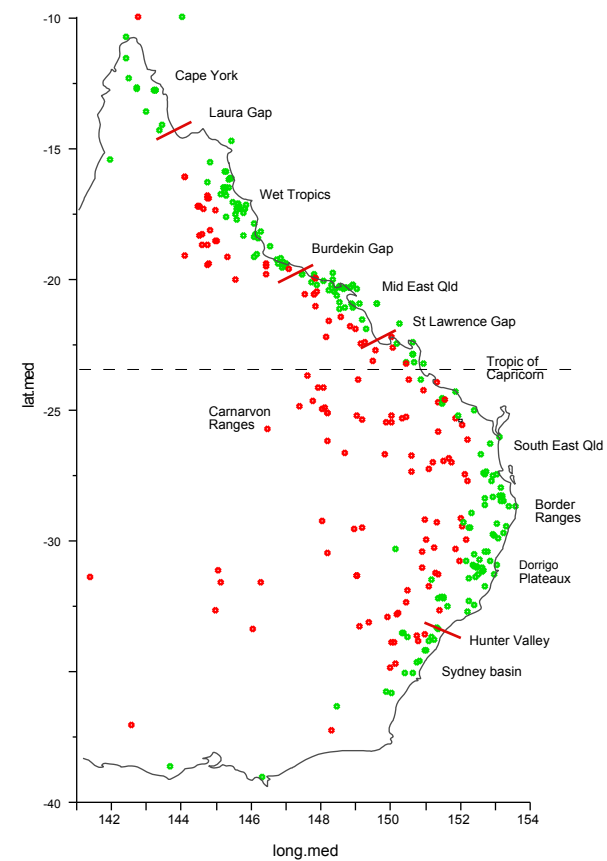 -10
Cape York
Laura Gap
-15
Wet Tropics
Burdekin Gap
-20
Mid East Qld
St Lawrence Gap
Tropic of
Capricorn
lat.med
-25
Carnarvon
Ranges
South East Qld
Border
Ranges
-30
Dorrigo
Plateaux
Hunter Valley
Sydney basin
-35
-40
142 144 146 148 150 152 154
long.med